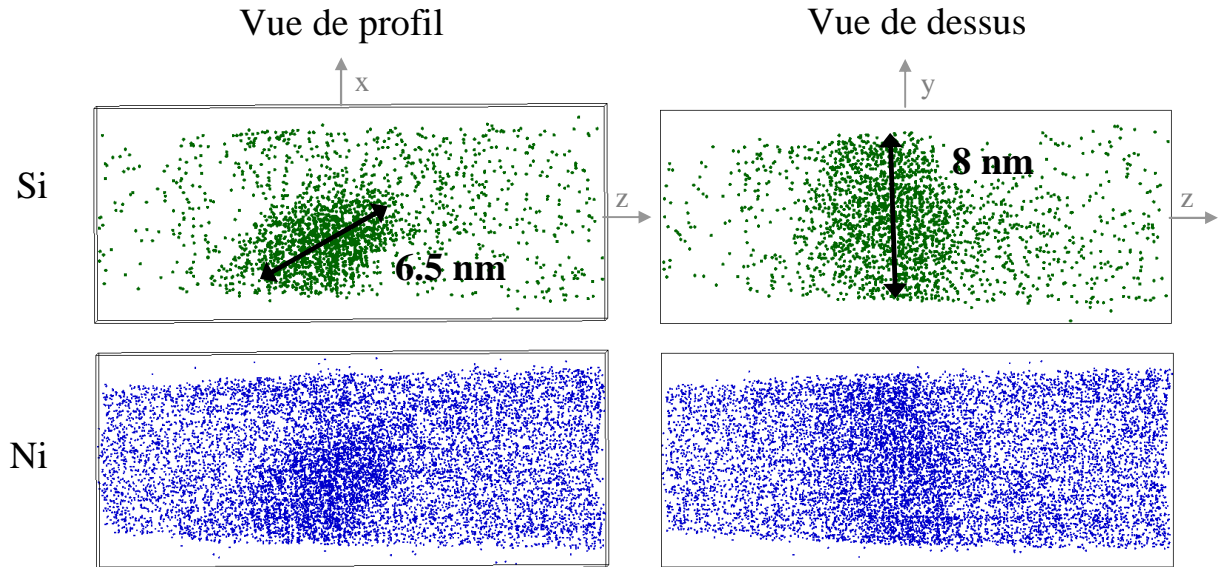 Vue de profil
Vue de dessus
x
y
Si
6.5 nm
z
8 nm
z
Ni